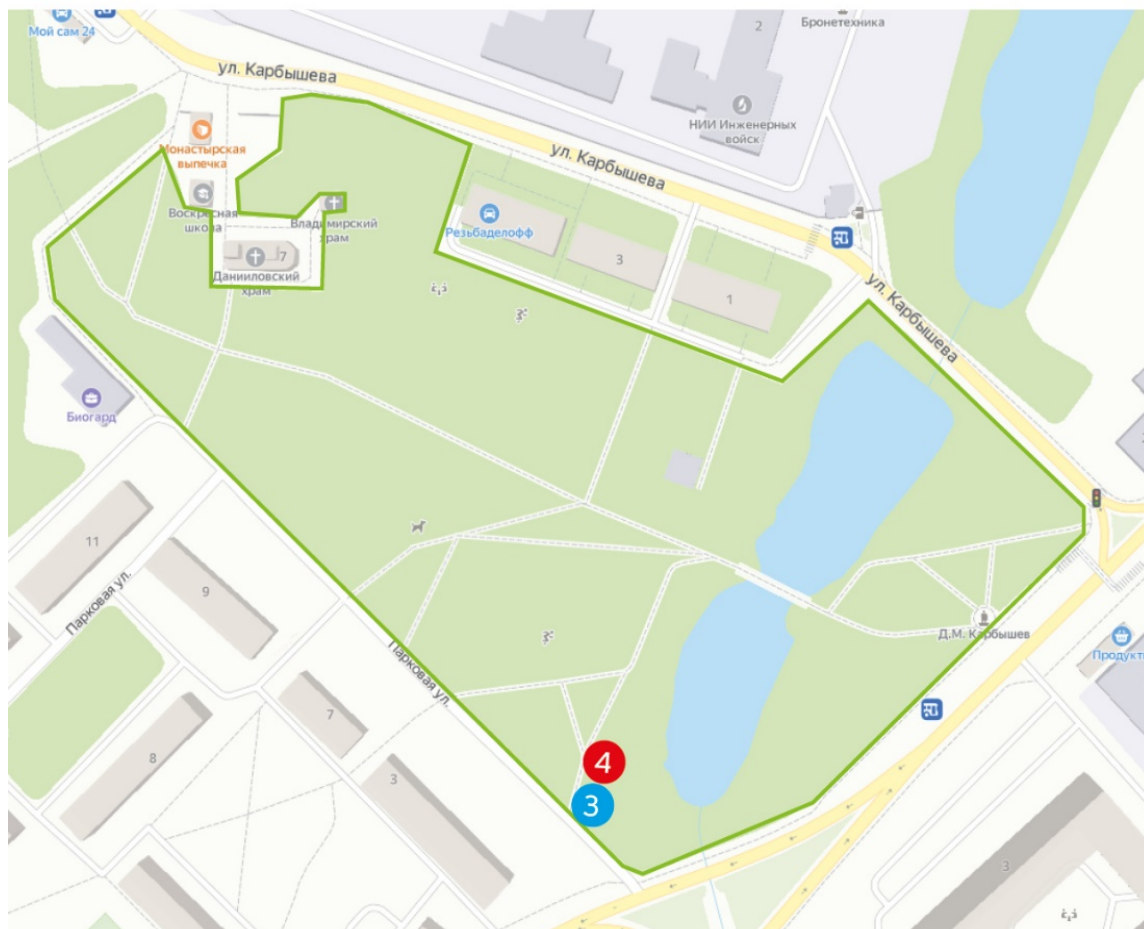 Мой сам 24
2
Бронетехника
ул. Карбышева
НИИ Инженерных
войск
Монастырская
выпечка
ул. Карбышева
Воскресная
школа
Владимирский
храм
Резьбаделофф
7
Данииловский
храм
3
1
ул. Карбышева
Биогард
11
9
Парковая ул.
Д.М. Карбышев
Продукты
Парковая ул.
7
8
3
4
3
3